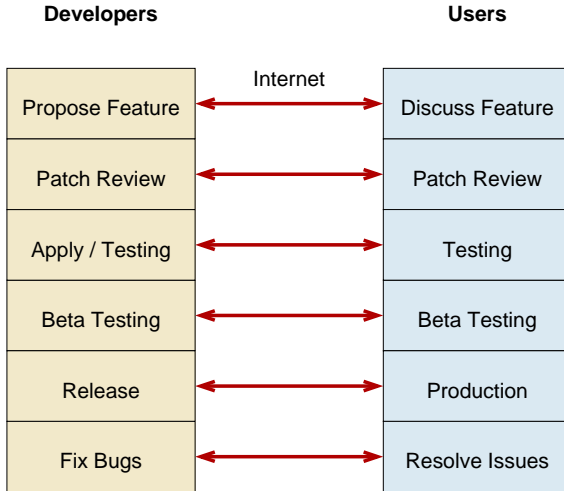 Developers Users
Internet
Propose Feature Discuss Feature
Patch Review Patch Review
Apply / Testing Testing
Beta Testing Beta Testing
Release Production
Fix Bugs Resolve Issues